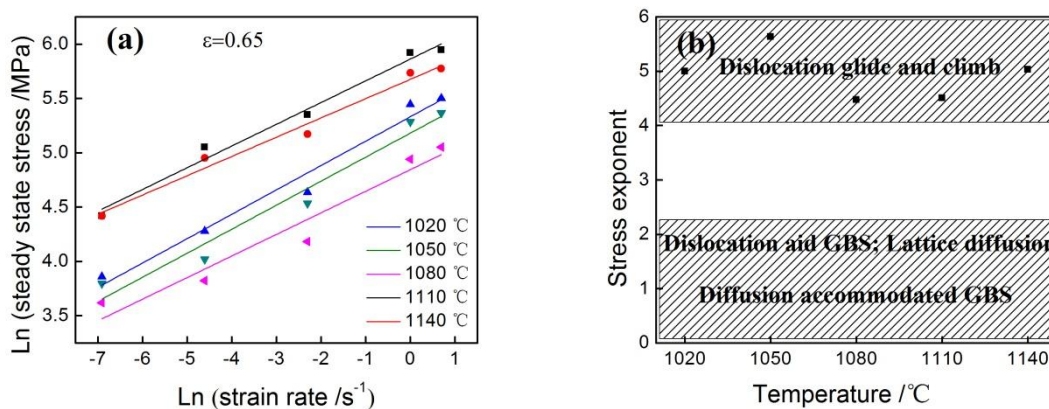 (a)
ε=0.65
6.0
5.5
5.0
4.5
4.0
3.5
Ln (steady state stress /MPa)
1020 ℃
1050 ℃
1080 ℃
1110 ℃
1140 ℃
-7 -6 -5 -4 -3 -2 -1 0 1
Ln (strain rate /s⁻¹)
(b)
6
5
4
3
2
1
0
Stress exponent
Dislocation glide and climb
Dislocation aid GBS; Lattice diffusion
Diffusion accommodated GBS
1020 1050 1080 1110 1140
Temperature /℃